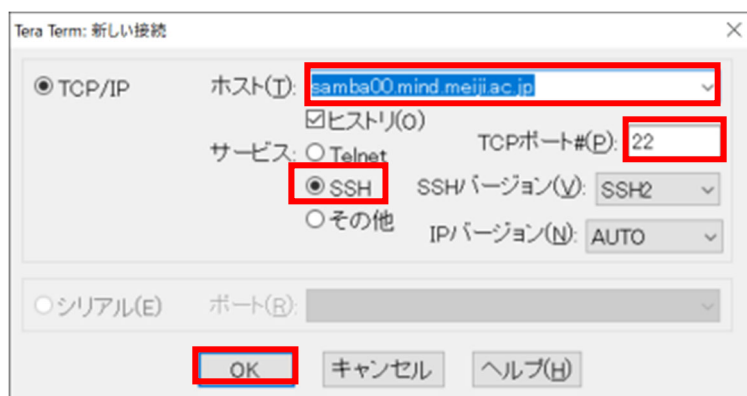 Tera Term: 新しい接続
TCP/IP ホスト(T): samba00.mind.meiji.ac.jp
ヒストリ(O)
サービス: Telnet TCPポート#(P): 22
SSH SSHバージョン(V): SSH2
その他 IPバージョン(N): AUTO
シリアル(E) ポート(R):
OK キャンセル ヘルプ(H)